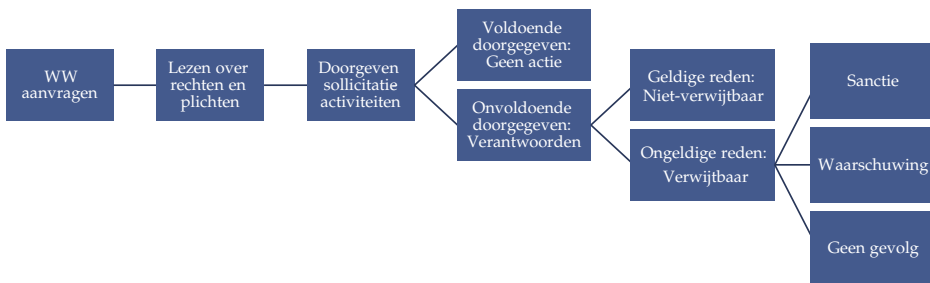 WW
aanvragen
Lezen over
rechten en
plichten
Doorgeven
sollicitatie
activiteiten
Voldoende
doorgegeven:
Geen actie
Onvoldoende
doorgegeven:
Verantwoorden
Geldige reden:
Niet-verwijtbaar
Ongeldige reden:
Verwijtbaar
Sanctie
Waarschuwing
Geen gevolg